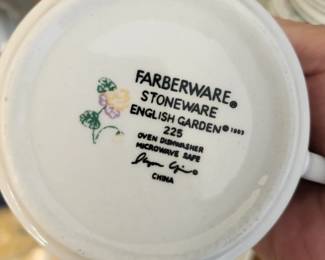 FARBERWARE®
STONEWARE
ENGLISH GARDEN © 1993
225
OVEN DISHWASHER
MICROWAVE SAFE
®
CHINA